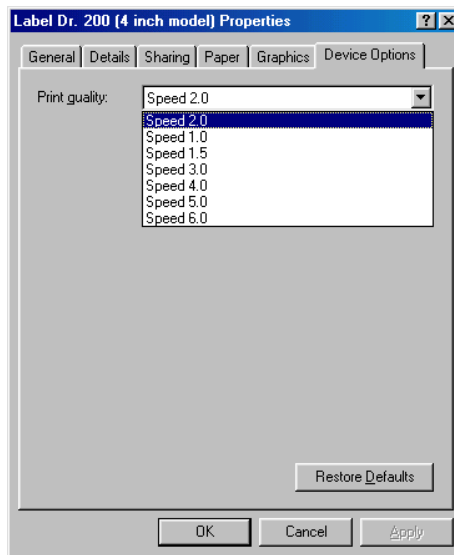 Label Dr. 200 (4 inch model) Properties
General Details Sharing Paper Graphics Device Options
Print quality: Speed 2.0
Speed 2.0
Speed 1.0
Speed 1.5
Speed 3.0
Speed 4.0
Speed 5.0
Speed 6.0
Restore Defaults
OK Cancel Apply